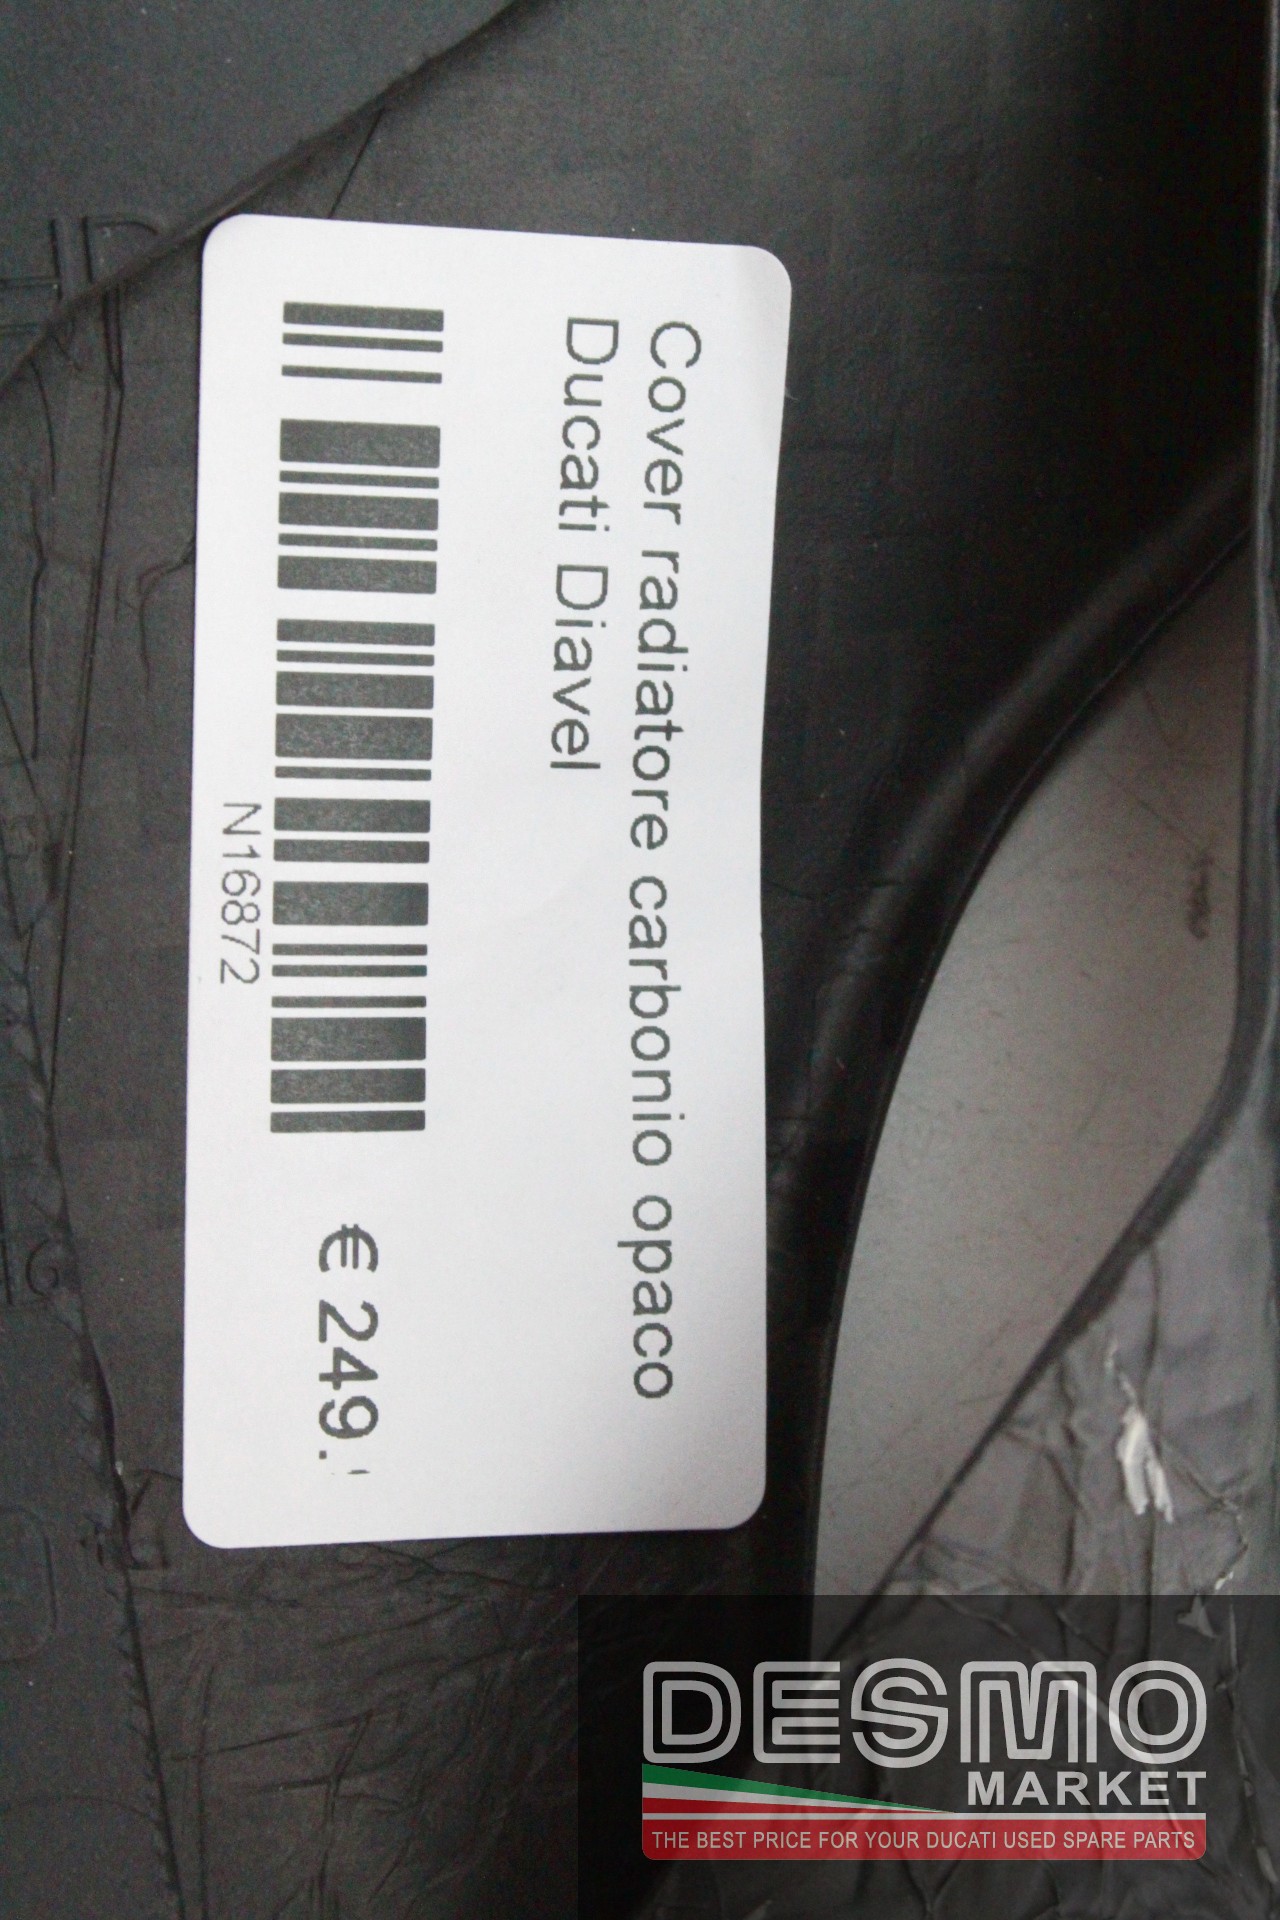 Cover radiatore carbonio opaco
Ducati Diavel
N16872
€ 249.
DESMO
MARKET
THE BEST PRICE FOR YOUR DUCATI USED SPARE PARTS